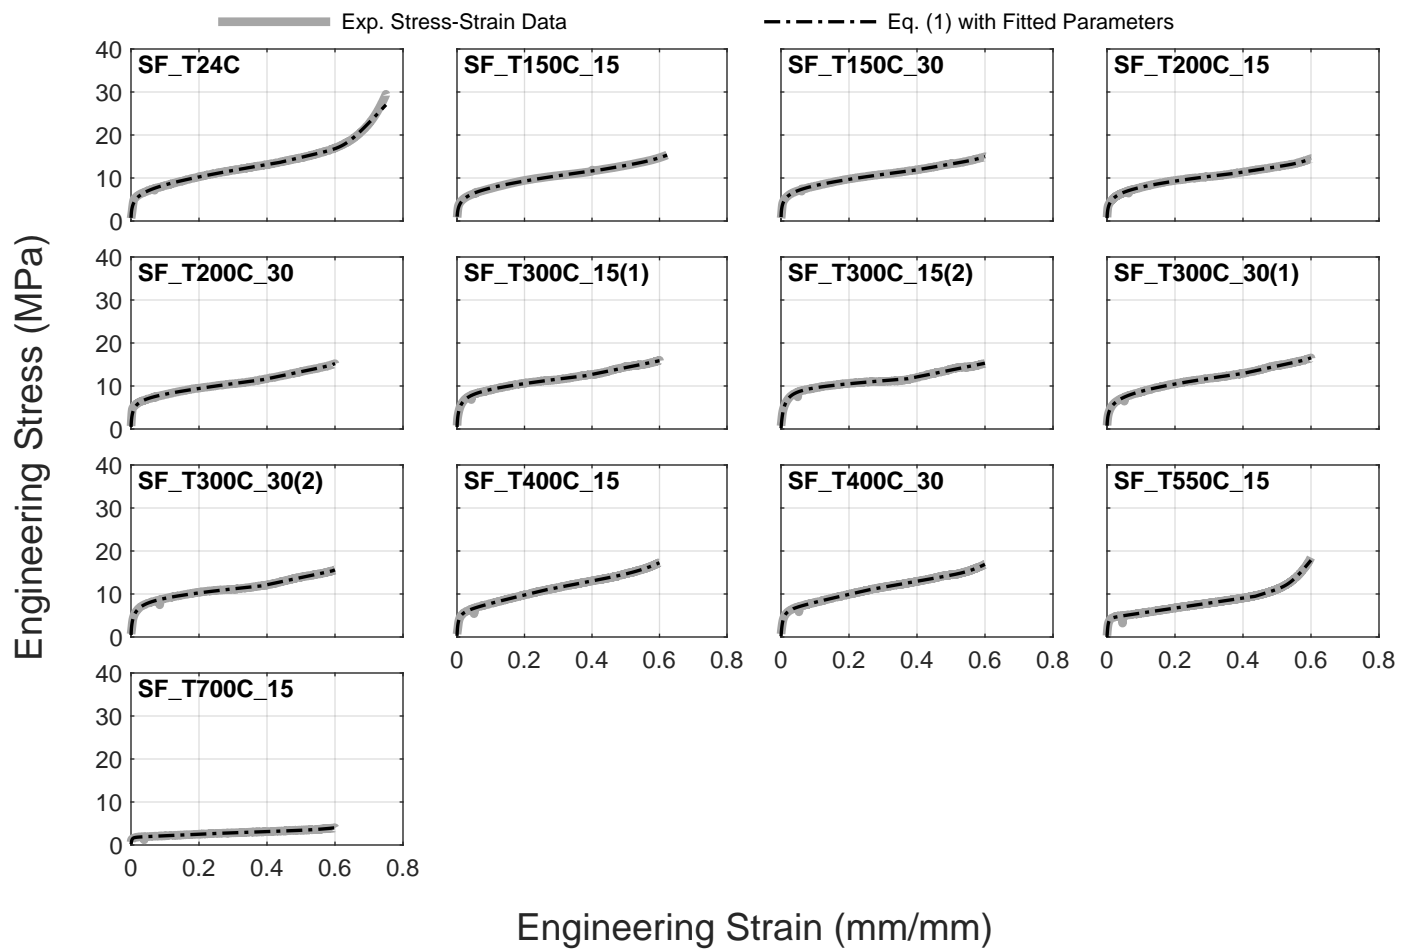 Exp. Stress-Strain Data
Eq. (1) with Fitted Parameters
Engineering Stress (MPa)
40
30
20
10
0
SF_T24C
SF_T150C_15
SF_T150C_30
SF_T200C_15
40
30
20
10
0
SF_T200C_30
SF_T300C_15(1)
SF_T300C_15(2)
SF_T300C_30(1)
40
30
20
10
0
SF_T300C_30(2)
SF_T400C_15
SF_T400C_30
SF_T550C_15
0 0.2 0.4 0.6 0.8
0 0.2 0.4 0.6 0.8
0 0.2 0.4 0.6 0.8
40
30
20
10
0
SF_T700C_15
0 0.2 0.4 0.6 0.8
Engineering Strain (mm/mm)